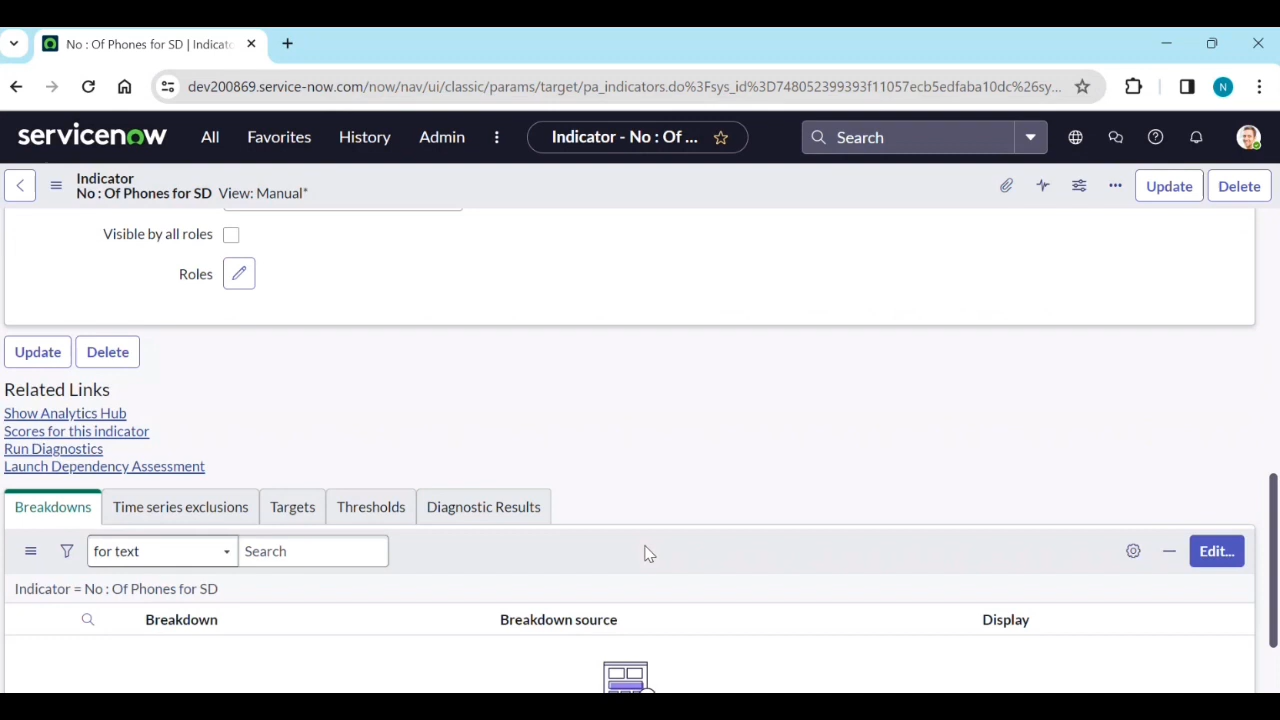 No : Of Phones for SD | Indicato
dev200869.service-now.com/now/nav/ui/classic/params/target/pa_indicators.do%3Fsys_id%3D748052399393f11057ecb5edfaba10dc%26sy...
N
servicenow
All
Favorites
History
Admin
Indicator - No : Of ...
Search
Indicator
No : Of Phones for SD View: Manual*
Update
Delete
Visible by all roles
Roles
Update
Delete
Related Links
Show Analytics Hub
Scores for this indicator
Run Diagnostics
Launch Dependency Assessment
Breakdowns
Time series exclusions
Targets
Thresholds
Diagnostic Results
for text
Search
Edit...
Indicator = No : Of Phones for SD
Breakdown
Breakdown source
Display